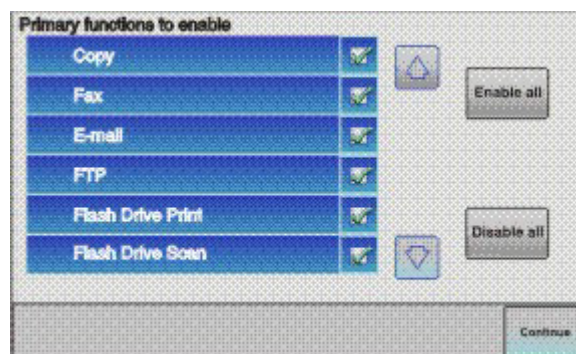 Primary functions to enable
Copy
Fax
Enable all
E-mail
FTP
Flash Drive Print
Disable all
Flash Drive Scan
Continue